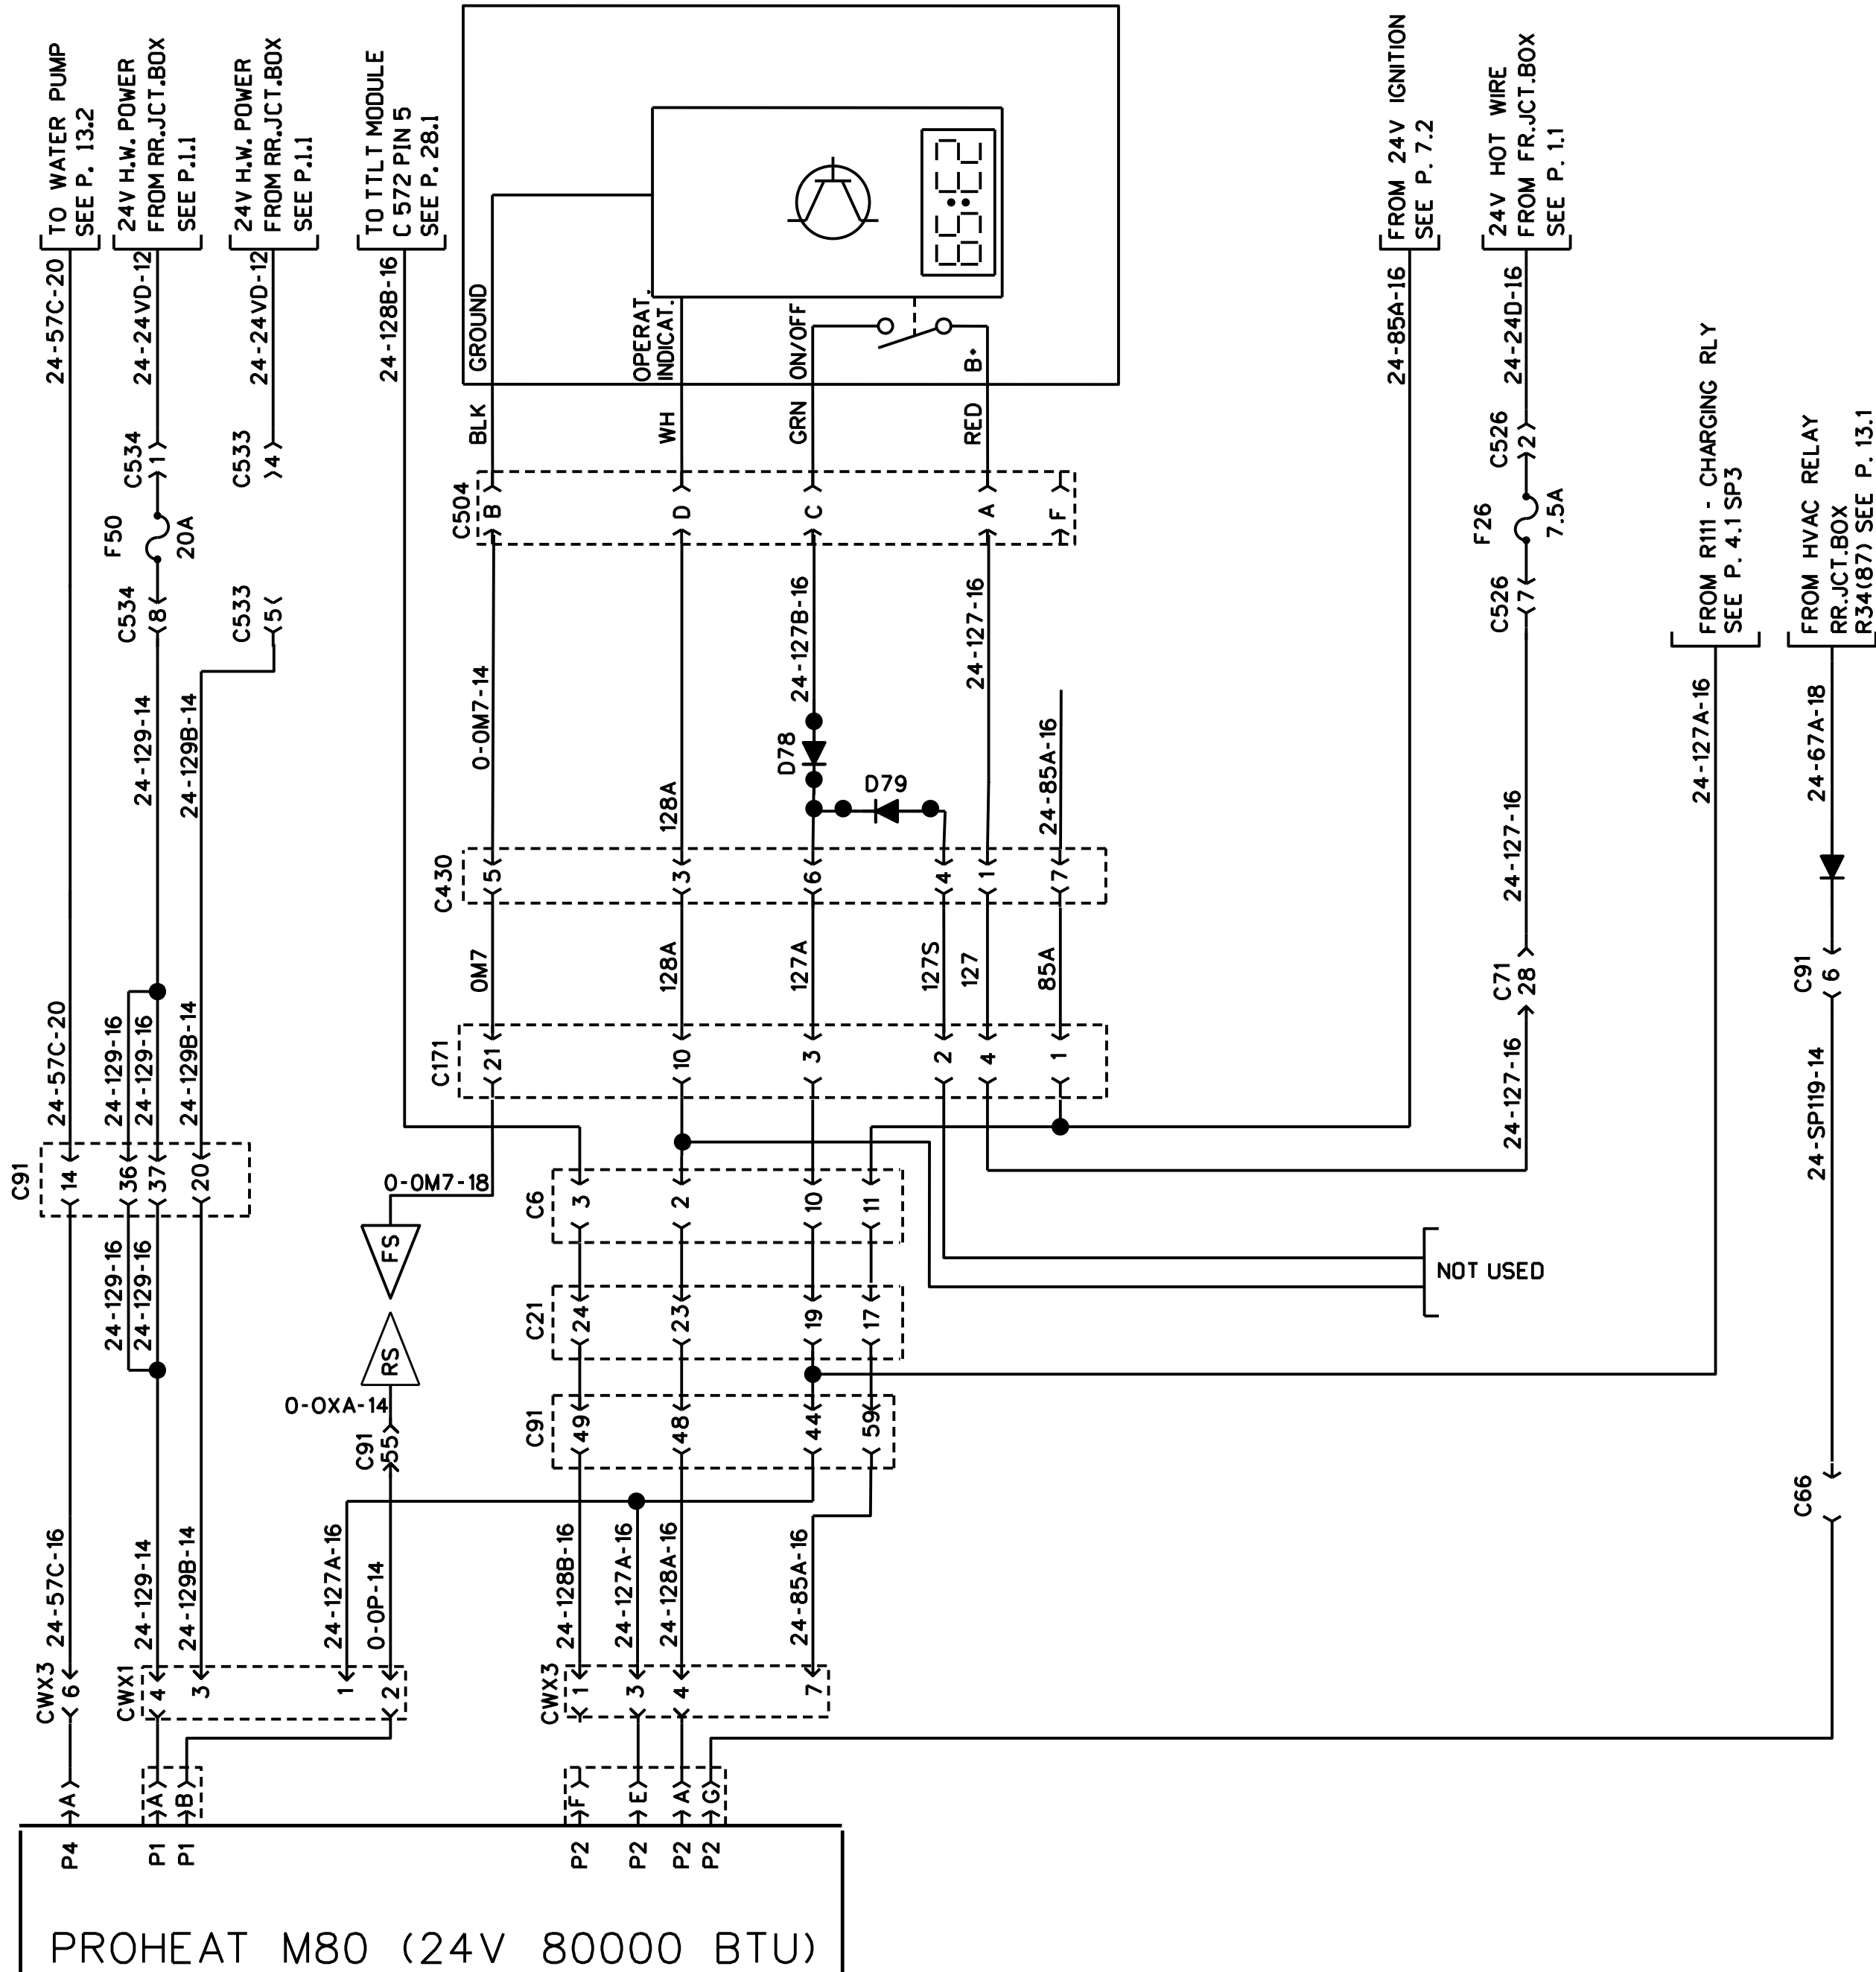 TO WATER PUMP
SEE P. 13.2
24V H.W. POWER
FROM RR.JCT.BOX
SEE P.1.1
24V H.W. POWER
FROM RR.JCT.BOX
SEE P.1.1
TO TTLT MODULE
C 572 PIN 5
SEE P. 28.1
FROM 24V IGNITION
SEE P. 7.2
24V HOT WIRE
FROM FR.JCT.BOX
SEE P. 1.1
24-57C-20
24-24VD-12
24-24VD-12
24-128B-16
GROUND
OPERAT.
INDICAT.
ON/OFF
B+
24-85A-16
24-24D-16
FROM R111 - CHARGING RLY
SEE P. 4.1 SP3
FROM HVAC RELAY
RR.JCT.BOX
R34(87) SEE P. 13.1
C534
1
C533
4
BLK
WH
GRN
RED
C526
2
F50
20A
C504
B
D
C
A
F
F26
7.5A
C534
8
C533
5
C526
7
24-129-14
24-129B-14
0-0M7-14
128A
24-127B-16
D78
D79
24-127-16
24-85A-16
24-127-16
24-127A-16
24-67A-18
C430
5
3
6
4
1
7
0M7
128A
127A
127S
127
85A
C71
28
C91
6
24-57C-20
24-129-16
24-129-16
24-129B-14
C171
21
10
3
2
4
1
24-127-16
24-SP119-14
C91
14
36
37
20
0-0M7-18
C6
3
2
10
11
24-129-16
24-129-16
FS
NOT USED
C21
24
23
19
17
RS
0-0XA-14
C91
55
C91
49
48
44
59
C66
24-57C-16
24-129-14
24-129B-14
24-127A-16
0-0P-14
24-128B-16
24-127A-16
24-128A-16
24-85A-16
CWX3
6
CWX1
4
3
1
2
CWX3
1
3
4
7
A
A
B
F
E
A
G
P4
P1
P1
P2
P2
P2
P2
PROHEAT M80 (24V 80000 BTU)